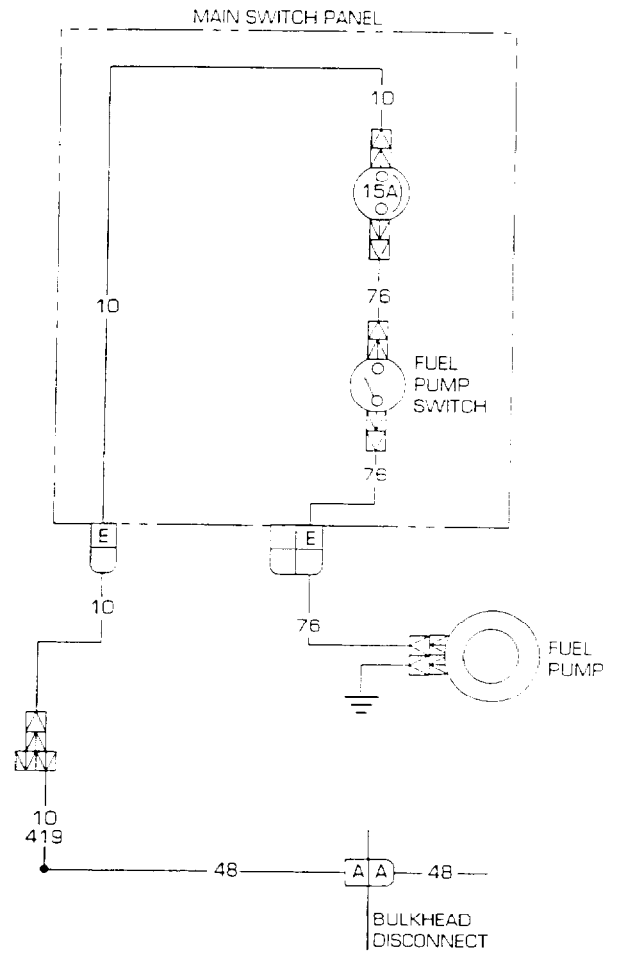 MAIN SWITCH PANEL
10
15A
10
76
FUEL
PUMP
SWITCH
76
E
E
10
76
FUEL
PUMP
10
419
48
A A
48
BULKHEAD
DISCONNECT